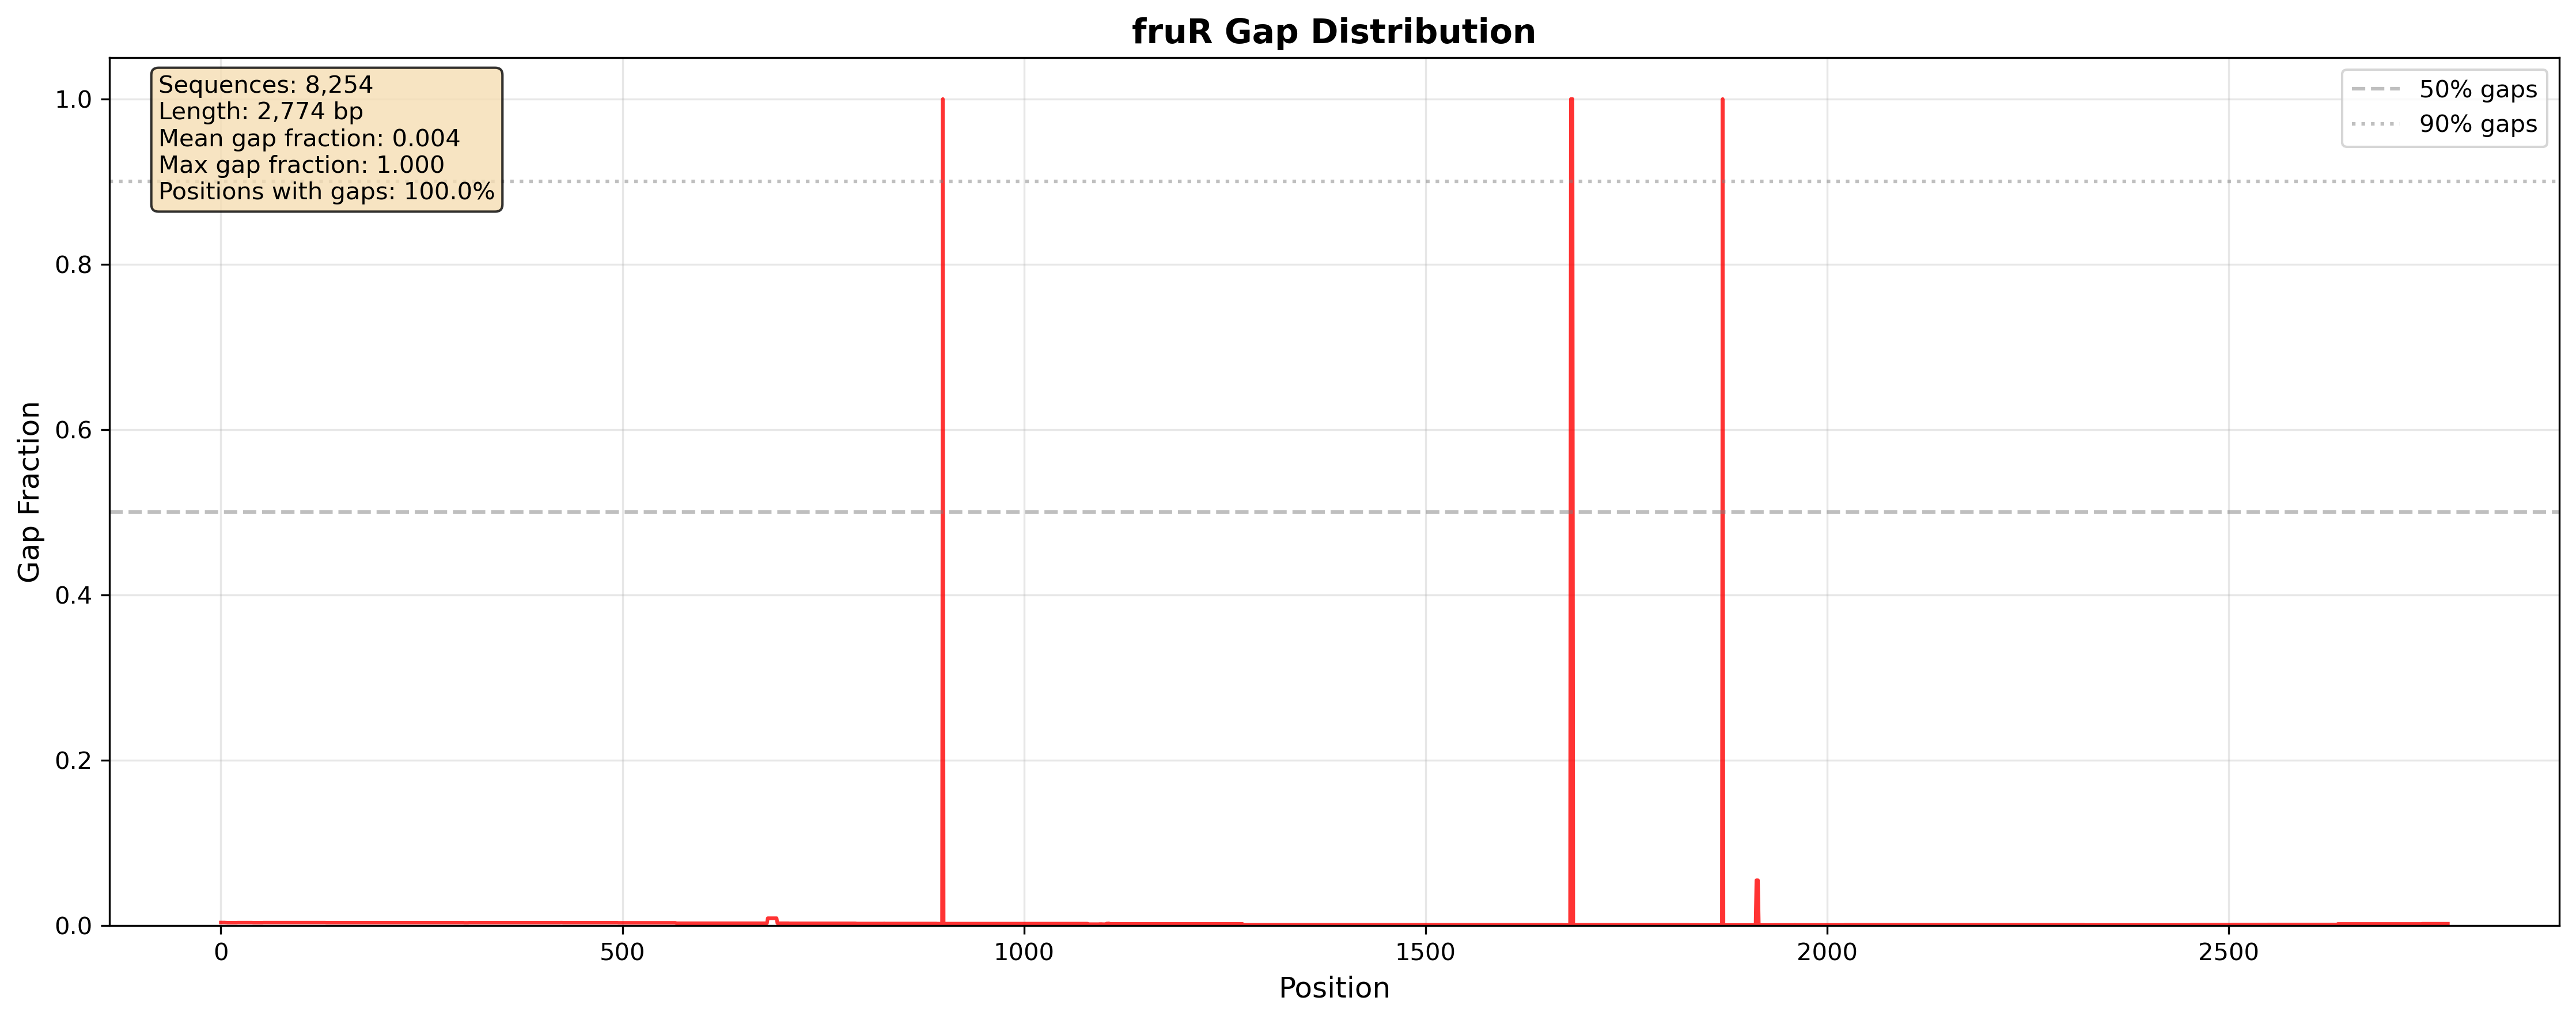 fruR Gap Distribution
Sequences: 8,254
Length: 2,774 bp
Mean gap fraction: 0.004
Max gap fraction: 1.000
Positions with gaps: 100.0%
50% gaps
90% gaps
Gap Fraction
1.0
0.8
0.6
0.4
0.2
0.0
0 500 1000 1500 2000 2500
Position